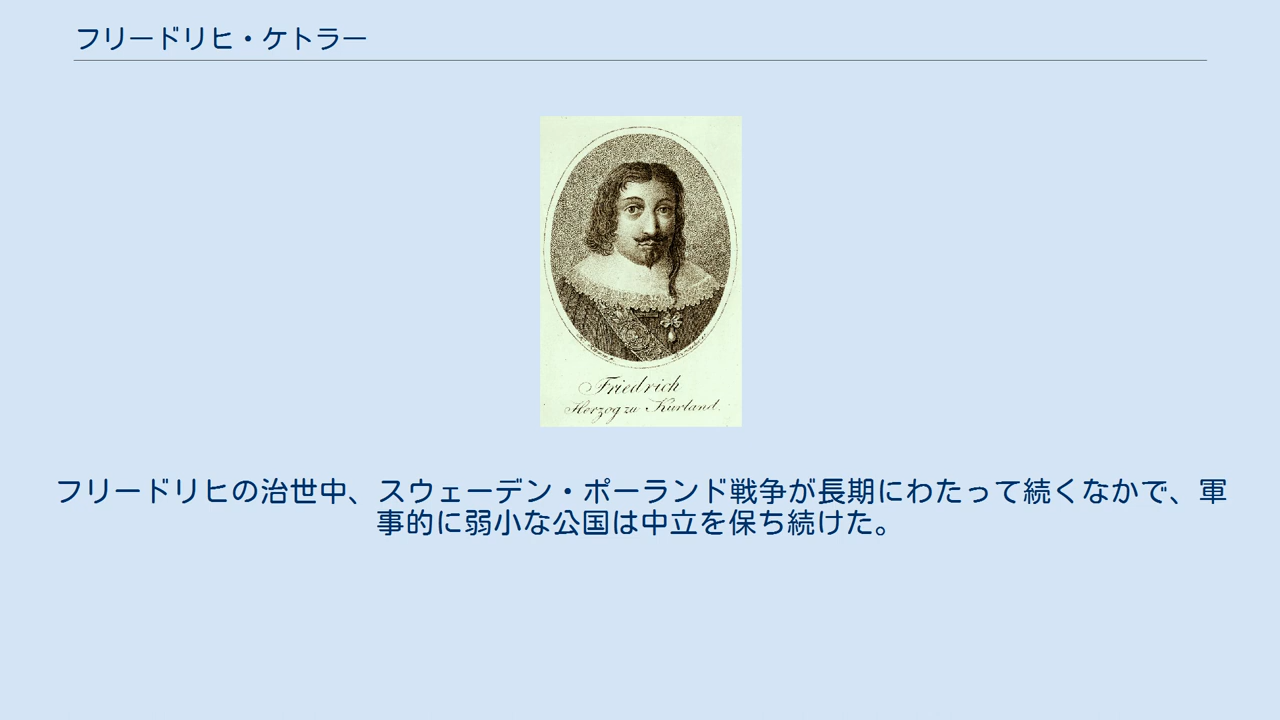 フリードリヒ・ケトラー
Friedrich
Herzog zu Kurland.
フリードリヒの治世中、スウェーデン・ポーランド戦争が長期にわたって続くなかで、軍
事的に弱小な公国は中立を保ち続けた。